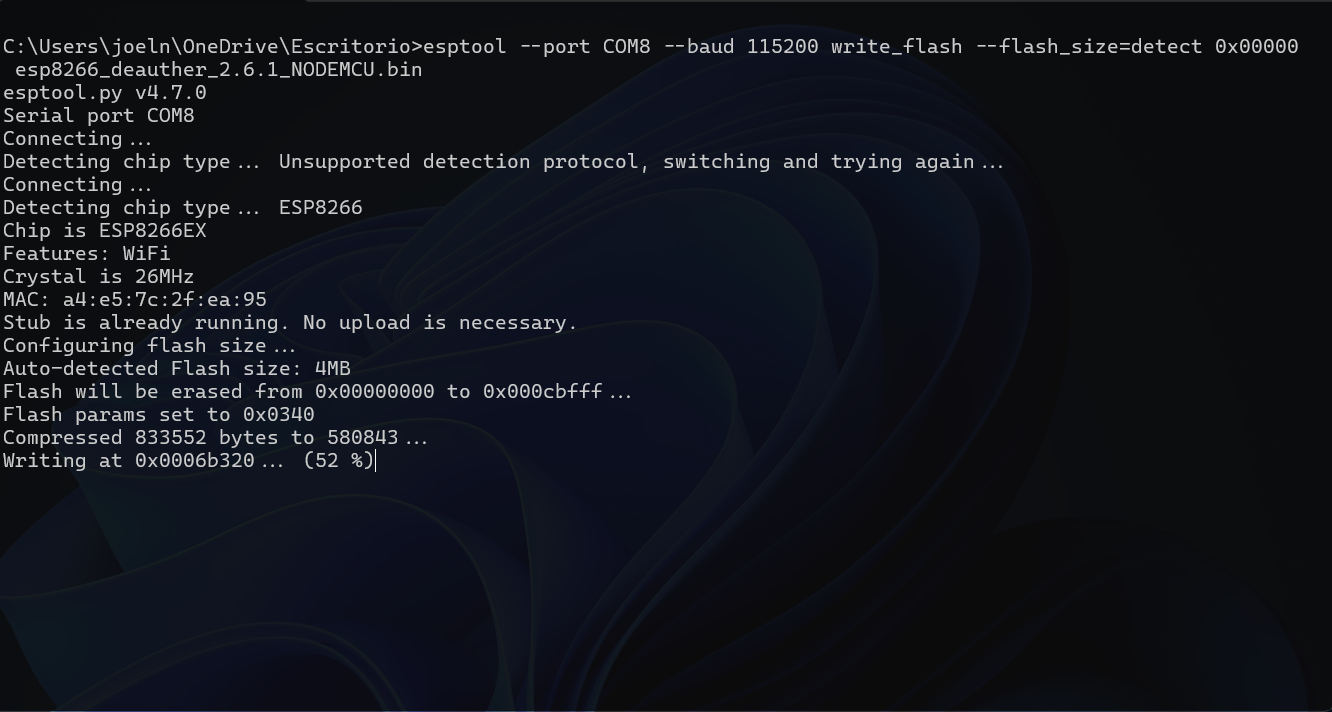 C:\Users\joeln\OneDrive\Escritorio>esptool --port COM8 --baud 115200 write_flash --flash_size=detect 0x00000
 esp8266_deauther_2.6.1_NODEMCU.bin
esptool.py v4.7.0
Serial port COM8
Connecting...
Detecting chip type... Unsupported detection protocol, switching and trying again...
Connecting...
Detecting chip type... ESP8266
Chip is ESP8266EX
Features: WiFi
Crystal is 26MHz
MAC: a4:e5:7c:2f:ea:95
Stub is already running. No upload is necessary.
Configuring flash size...
Auto-detected Flash size: 4MB
Flash will be erased from 0x00000000 to 0x000cbfff...
Flash params set to 0x0340
Compressed 833552 bytes to 580843...
Writing at 0x0006b320... (52 %)